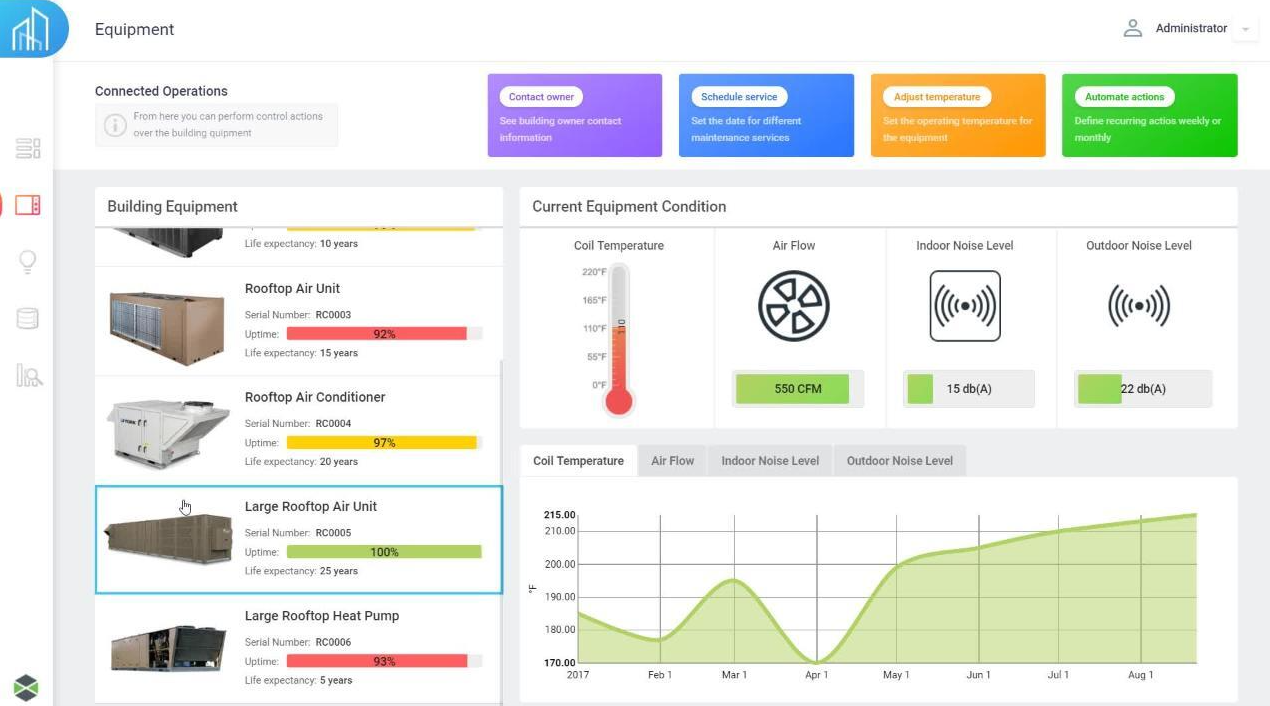 Equipment
Administrator
Connected Operations
From here you can perform control actions
over the building quipment
Contact owner
See building owner contact
information
Schedule service
Set the date for different
maintenance services
Adjust temperature
Set the operating temperature for
the equipment
Automate actions
Define recurring actios weekly or
monthly
Building Equipment
Life expectancy: 10 years
Rooftop Air Unit
Serial Number: RC0003
Uptime: 92%
Life expectancy: 15 years
Rooftop Air Conditioner
Serial Number: RC0004
Uptime: 97%
Life expectancy: 20 years
Large Rooftop Air Unit
Serial Number: RC0005
Uptime: 100%
Life expectancy: 25 years
Large Rooftop Heat Pump
Serial Number: RC0006
Uptime: 93%
Life expectancy: 5 years
Current Equipment Condition
Coil Temperature
220°F
165°F
110°F
55°F
0°F
110
Air Flow
550 CFM
Indoor Noise Level
15 db(A)
Outdoor Noise Level
22 db(A)
Coil Temperature Air Flow Indoor Noise Level Outdoor Noise Level
215.00
210.00
200.00
190.00
180.00
170.00
°F
2017 Feb 1 Mar 1 Apr 1 May 1 Jun 1 Jul 1 Aug 1